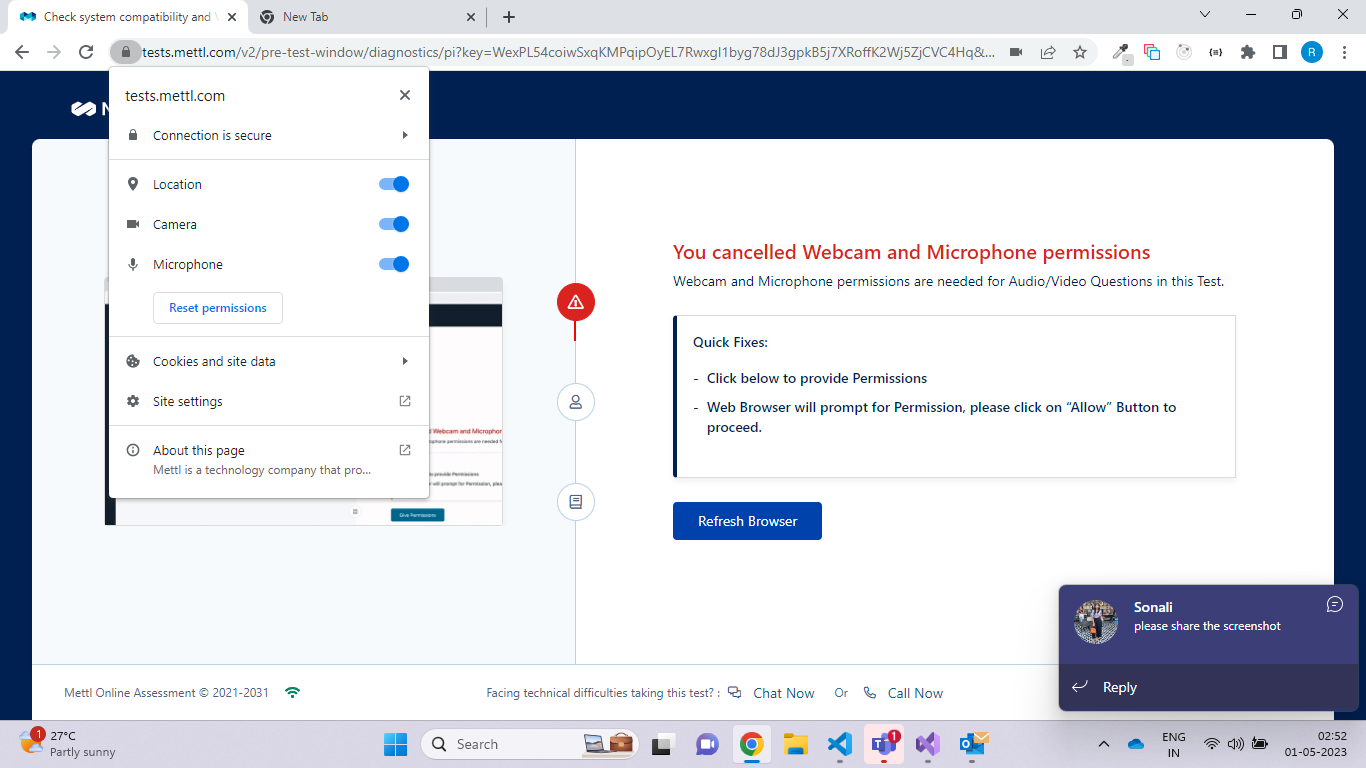 Check system compatibility and
New Tab
tests.mettl.com/v2/pre-test-window/diagnostics/pi?key=WexPL54coiwSxqKMPqipOyEL7RwxgI1byg78dJ3gpkB5j7XRoffK2Wj5ZjCVC4Hq&...
R
tests.mettl.com
Connection is secure
Location
Camera
Microphone
Reset permissions
Cookies and site data
Site settings
About this page
Mettl is a technology company that pro...
d Webcam and Microphon
ophone permissions are needed
to provide Permissions
will prompt for Permission, plea
Give Permissions
You cancelled Webcam and Microphone permissions
Webcam and Microphone permissions are needed for Audio/Video Questions in this Test.
Quick Fixes:
- Click below to provide Permissions
- Web Browser will prompt for Permission, please click on “Allow” Button to
proceed.
Refresh Browser
Sonali
please share the screenshot
Reply
Mettl Online Assessment © 2021-2031
Facing technical difficulties taking this test? : Chat Now Or Call Now
1
27°C
Partly sunny
Search
1
ENG
IN
02:52
01-05-2023